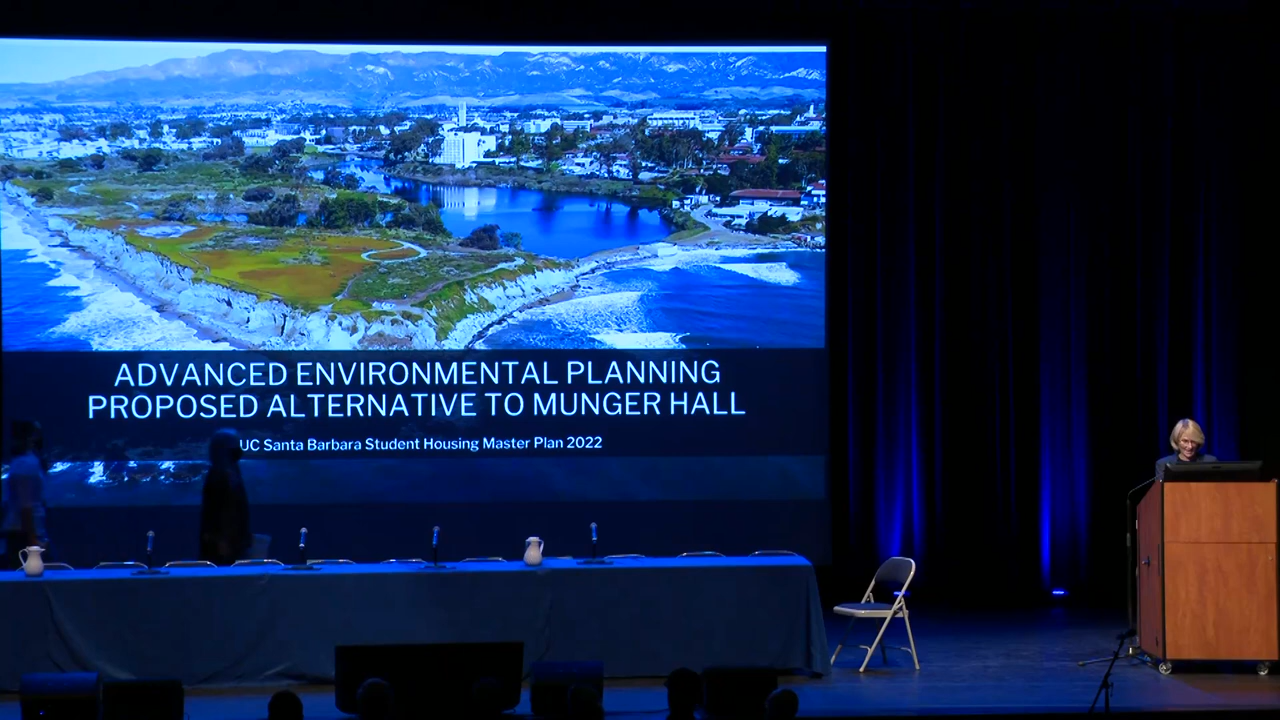 ADVANCED ENVIRONMENTAL PLANNING
PROPOSED ALTERNATIVE TO MUNGER HALL
UC Santa Barbara Student Housing Master Plan 2022